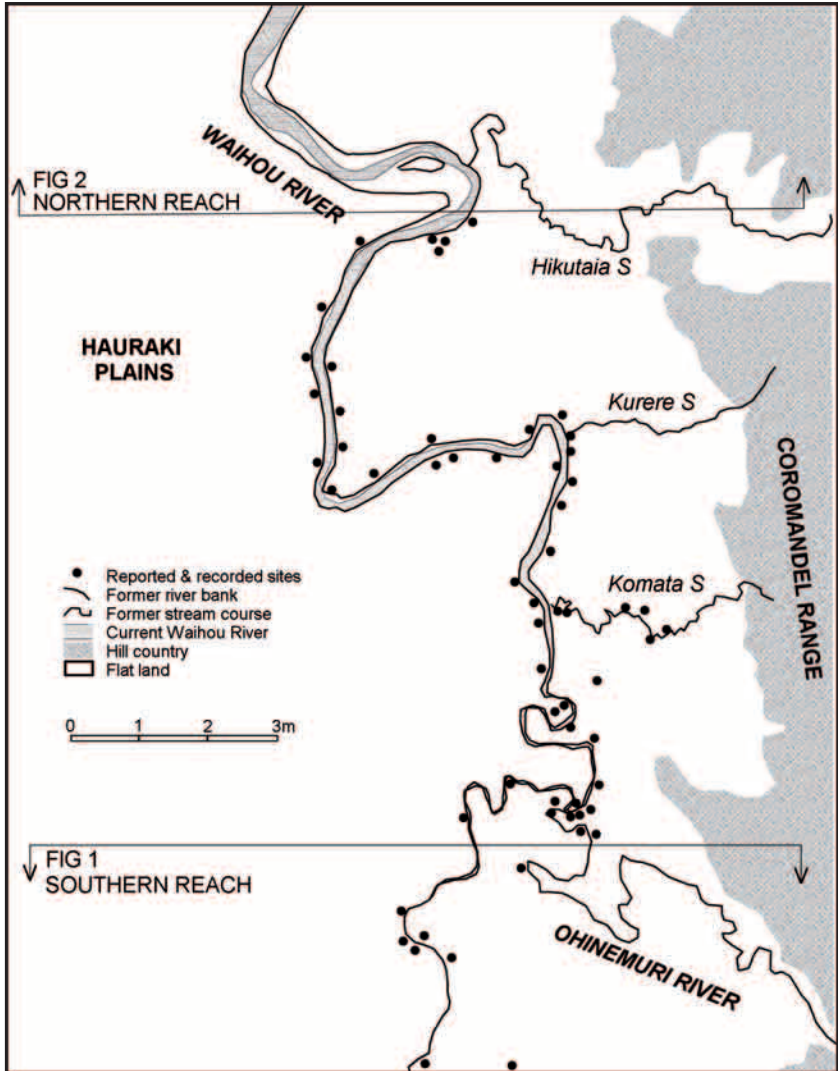 WAIHOU RIVER
FIG 2
NORTHERN REACH
Hikutaia S
HAURAKI
PLAINS
Kurere S
COROMANDEL RANGE
Reported & recorded sites
Former river bank
Former stream course
Current Waihou River
Hill country
Flat land
Komata S
0 1 2 3m
FIG 1
SOUTHERN REACH
OHINEMURI RIVER